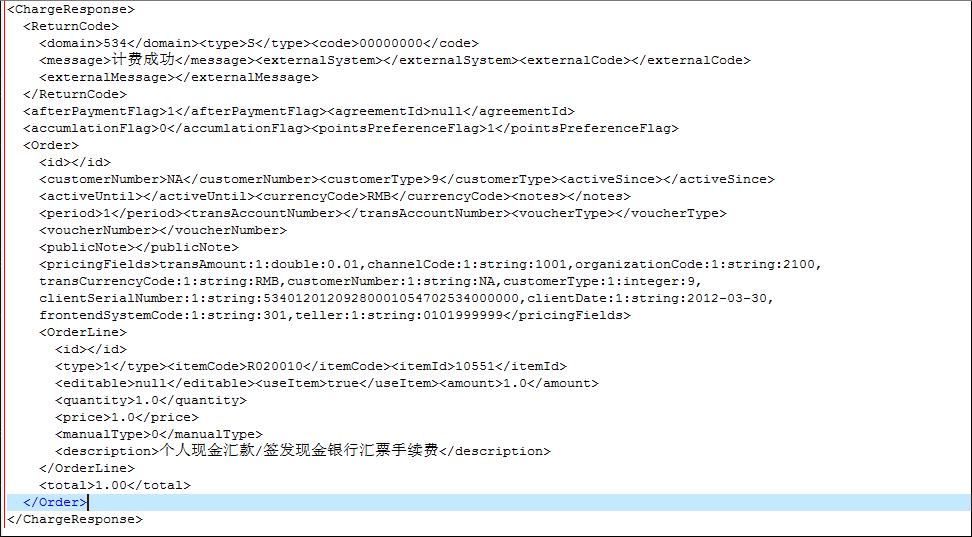 <ChargeResponse>
<ReturnCode>
<domain>534</domain><type>S</type><code>00000000</code>
<message>计费成功</message><externalSystem></externalSystem><externalCode></externalCode>
<externalMessage></externalMessage>
</ReturnCode>
<afterPaymentFlag>1</afterPaymentFlag><agreementId>null</agreementId>
<accumlationFlag>0</accumlationFlag><pointsPreferenceFlag>1</pointsPreferenceFlag>
<Order>
<id></id>
<customerNumber>NA</customerNumber><customerType>9</customerType><activeSince></activeSince>
<activeUntil></activeUntil><currencyCode>RMB</currencyCode><notes></notes>
<period>1</period><transAccountNumber></transAccountNumber><voucherType></voucherType>
<voucherNumber></voucherNumber>
<publicNote></publicNote>
<pricingFields>transAmount:1:double:0.01,channelCode:1:string:1001,organizationCode:1:string:2100,
transCurrencyCode:1:string:RMB,customerNumber:1:string:NA,customerType:1:integer:9,
clientSerialNumber:1:string:53401201209280001054702534000000,clientDate:1:string:2012-03-30,
frontendSystemCode:1:string:301,teller:1:string:0101999999</pricingFields>
<OrderLine>
<id></id>
<type>1</type><itemCode>R020010</itemCode><itemId>10551</itemId>
<editable>null</editable><useItem>true</useItem><amount>1.0</amount>
<quantity>1.0</quantity>
<price>1.0</price>
<manualType>0</manualType>
<description>个人现金汇款/签发现金银行汇票手续费</description>
</OrderLine>
<total>1.00</total>
</Order>
</ChargeResponse>